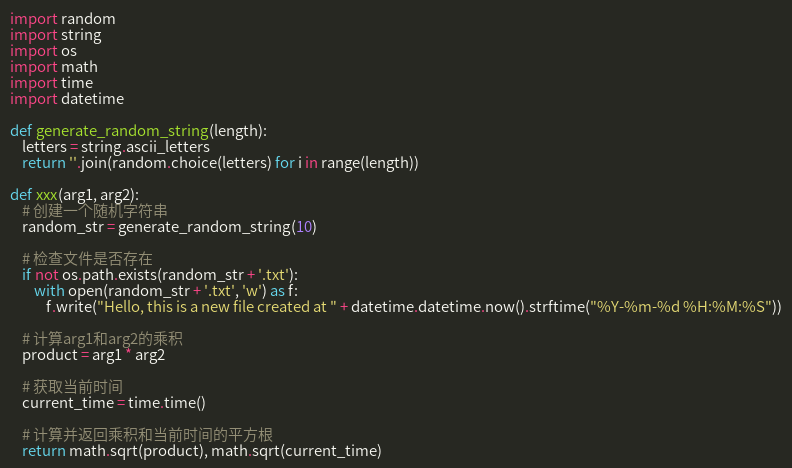 import random
import string
import os
import math
import time
import datetime
def generate_random_string(length):
letters = string.ascii_letters
return ''.join(random.choice(letters) for i in range(length))
def xxx(arg1, arg2):
# 创建一个随机字符串
random_str = generate_random_string(10)
# 检查文件是否存在
if not os.path.exists(random_str + '.txt'):
with open(random_str + '.txt', 'w') as f:
f.write("Hello, this is a new file created at " + datetime.datetime.now().strftime("%Y-%m-%d %H:%M:%S"))
# 计算arg1和arg2的乘积
product = arg1 * arg2
# 获取当前时间
current_time = time.time()
# 计算并返回乘积和当前时间的平方根
return math.sqrt(product), math.sqrt(current_time)